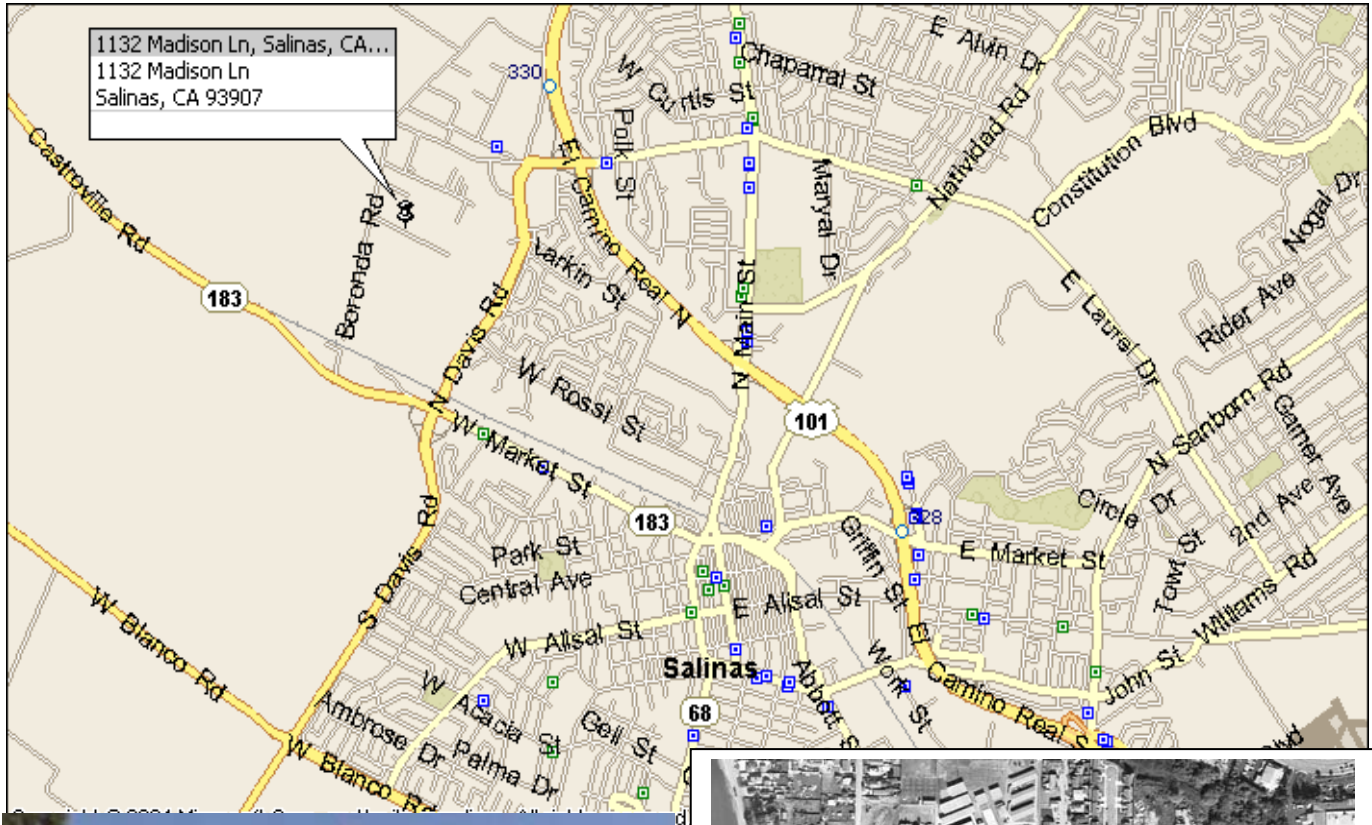 1132 Madison Ln, Salinas, CA...
1132 Madison Ln
Salinas, CA 93907
330
E Alvin Dr
Chaparral St
W Curtis St
Polk St
Castroville Rd
Boronda Rd
El Camino Real N
Maryal Dr
Natividad Rd
Constitution Blvd
Nogal Dr
Larkin St
183
N Davis Rd
N Main St
E Laurel Dr
Rider Ave
W Rossi St
101
N Sanborn Rd
Garner Ave
W Market St
Circle Dr
2nd Ave
183
S Davis Rd
Park St
Griffin St
E Market St
Towt St
Central Ave
E Alisal St
Williams Rd
W Blanco Rd
W Alisal St
Salinas
Work St
John St
W Acacia St
Abbott
El Camino Real S
68
Ambrose Dr
Gell St
Palma Dr
W Blanco Rd
Blvd